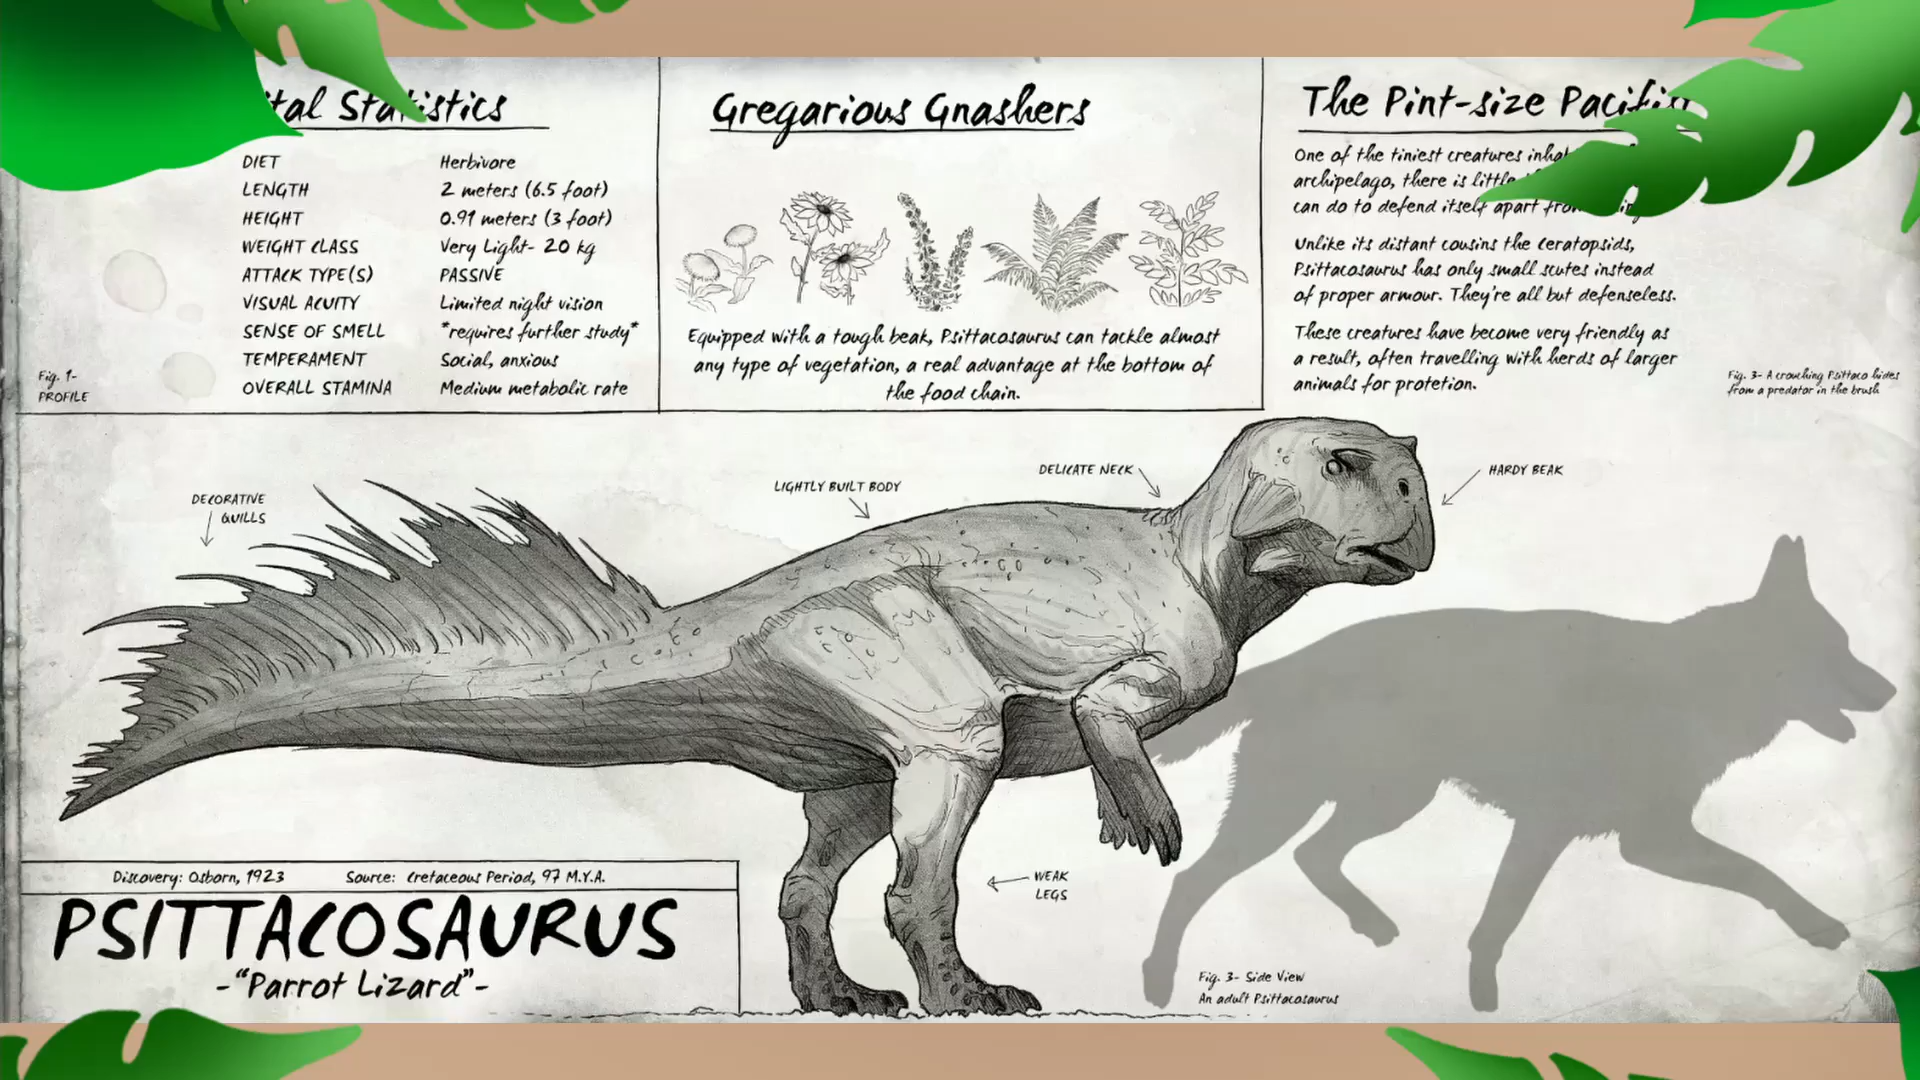 Statistics
DIET Herbivore
LENGTH 2 meters (6.5 foot)
HEIGHT 0.91 meters (3 foot)
WEIGHT CLASS Very Light- 20 kg
ATTACK TYPE(S) PASSIVE
VISUAL ACUITY Limited night vision
SENSE OF SMELL *requires further study*
TEMPERAMENT Social, anxious
OVERALL STAMINA Medium metabolic rate
Fig. 1-
PROFILE
Gregarious Gnashers
Equipped with a tough beak, Psittacosaurus can tackle almost
any type of vegetation, a real advantage at the bottom of
the food chain.
The Pint-size
One of the tiniest creatures
archipelago, there is little
can do to defend itself apart
Unlike its distant cousins the ceratopsids,
Psittacosaurus has only small scutes instead
of proper armour. They're all but defenseless.
These creatures have become very friendly as
a result, often travelling with herds of larger
animals for protetion.
Fig. 3- A crouching Psittaco hides
from a predator in the brush
DECORATIVE
QUILLS
LIGHTLY BUILT BODY
DELICATE NECK
HARDY BEAK
WEAK
LEGS
Discovery: Osborn, 1923 Source: Cretaceous Period, 97 M.Y.A.
PSITTACOSAURUS
-"Parrot Lizard"-
Fig. 3- Side View
An adult Psittacosaurus